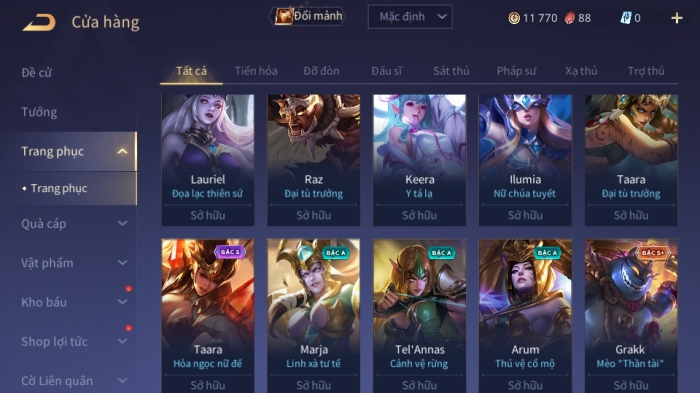 Cửa hàng
Đổi mảnh
Mặc định
11 770
88
0
Đề cử
Tướng
Trang phục
Trang phục
Quà cáp
Vật phẩm
Kho báu
Shop lợi tức
Cờ Liên quân
Tất cả Tiến hóa Đỡ đòn Đấu sĩ Sát thủ Pháp sư Xạ thủ Trợ thủ
Lauriel
Đọa lạc thiên sứ
Sở hữu
Raz
Đại tù trưởng
Sở hữu
Keera
Y tá lạ
Sở hữu
Ilumia
Nữ chúa tuyết
Sở hữu
Taara
Đại tù trưởng
Sở hữu
BẬC S
Taara
Hỏa ngọc nữ đế
Sở hữu
BẬC A
Marja
Linh xà tư tế
Sở hữu
BẬC A
Tel'Annas
Cảnh vệ rừng
Sở hữu
BẬC A
Arum
Thú vệ cổ mộ
Sở hữu
BẬC S+
Grakk
Mèo "Thần tài"
Sở hữu